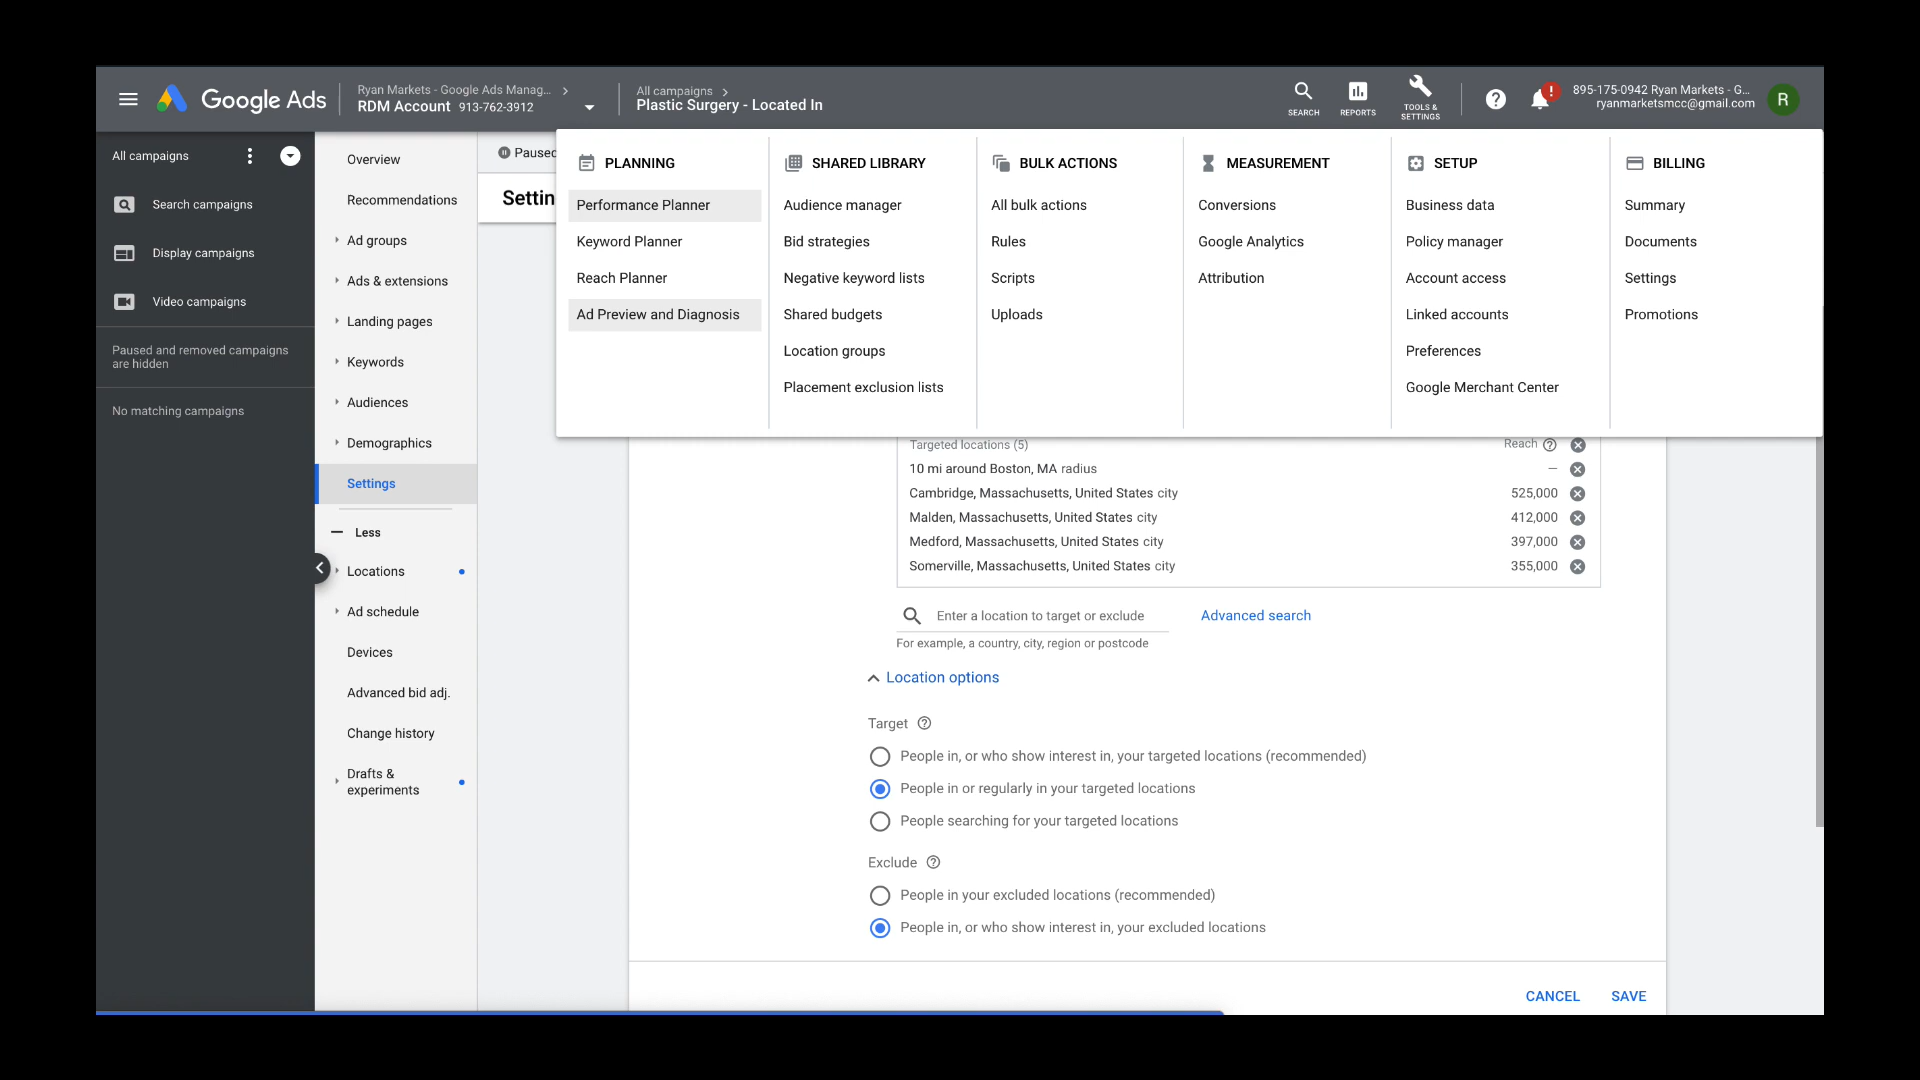 Google Ads
Ryan Markets - Google Ads Manag...
RDM Account 913-762-3912
All campaigns
Plastic Surgery - Located In
SEARCH
REPORTS
TOOLS &
SETTINGS
895-175-0942 Ryan Markets - G...
ryanmarketsmcc@gmail.com
R
All campaigns
Search campaigns
Display campaigns
Video campaigns
Paused and removed campaigns
are hidden
No matching campaigns
Overview
Recommendations
Ad groups
Ads & extensions
Landing pages
Keywords
Audiences
Demographics
Settings
Less
Locations
Ad schedule
Devices
Advanced bid adj.
Change history
Drafts &
experiments
Paused
Settin
PLANNING
Performance Planner
Keyword Planner
Reach Planner
Ad Preview and Diagnosis
SHARED LIBRARY
Audience manager
Bid strategies
Negative keyword lists
Shared budgets
Location groups
Placement exclusion lists
BULK ACTIONS
All bulk actions
Rules
Scripts
Uploads
MEASUREMENT
Conversions
Google Analytics
Attribution
SETUP
Business data
Policy manager
Account access
Linked accounts
Preferences
Google Merchant Center
BILLING
Summary
Documents
Settings
Promotions
Targeted locations (5) Reach
10 mi around Boston, MA radius —
Cambridge, Massachusetts, United States city 525,000
Malden, Massachusetts, United States city 412,000
Medford, Massachusetts, United States city 397,000
Somerville, Massachusetts, United States city 355,000
Enter a location to target or exclude
Advanced search
For example, a country, city, region or postcode
Location options
Target
People in, or who show interest in, your targeted locations (recommended)
People in or regularly in your targeted locations
People searching for your targeted locations
Exclude
People in your excluded locations (recommended)
People in, or who show interest in, your excluded locations
CANCEL
SAVE